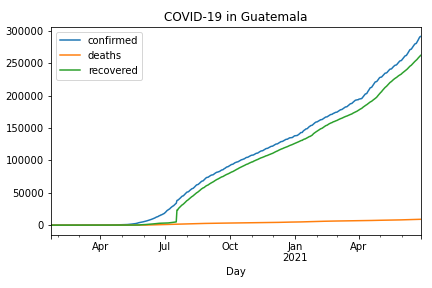 COVID-19 in Guatemala
confirmed
deaths
recovered
300000
250000
200000
150000
100000
50000
0
Apr Jul Oct Jan Apr
2021
Day